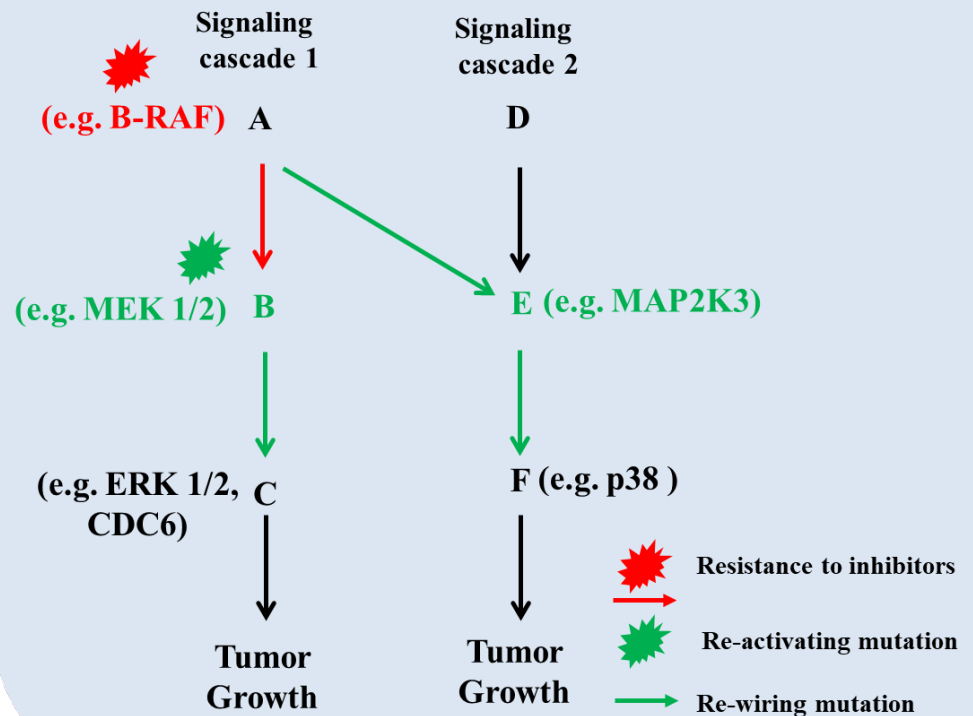 Signaling
cascade 1
Signaling
cascade 2
(e.g. B-RAF) A
D
(e.g. MEK 1/2) B
E (e.g. MAP2K3)
(e.g. ERK 1/2, C
CDC6)
F (e.g. p38 )
Tumor
Growth
Tumor
Growth
Resistance to inhibitors
Re-activating mutation
Re-wiring mutation